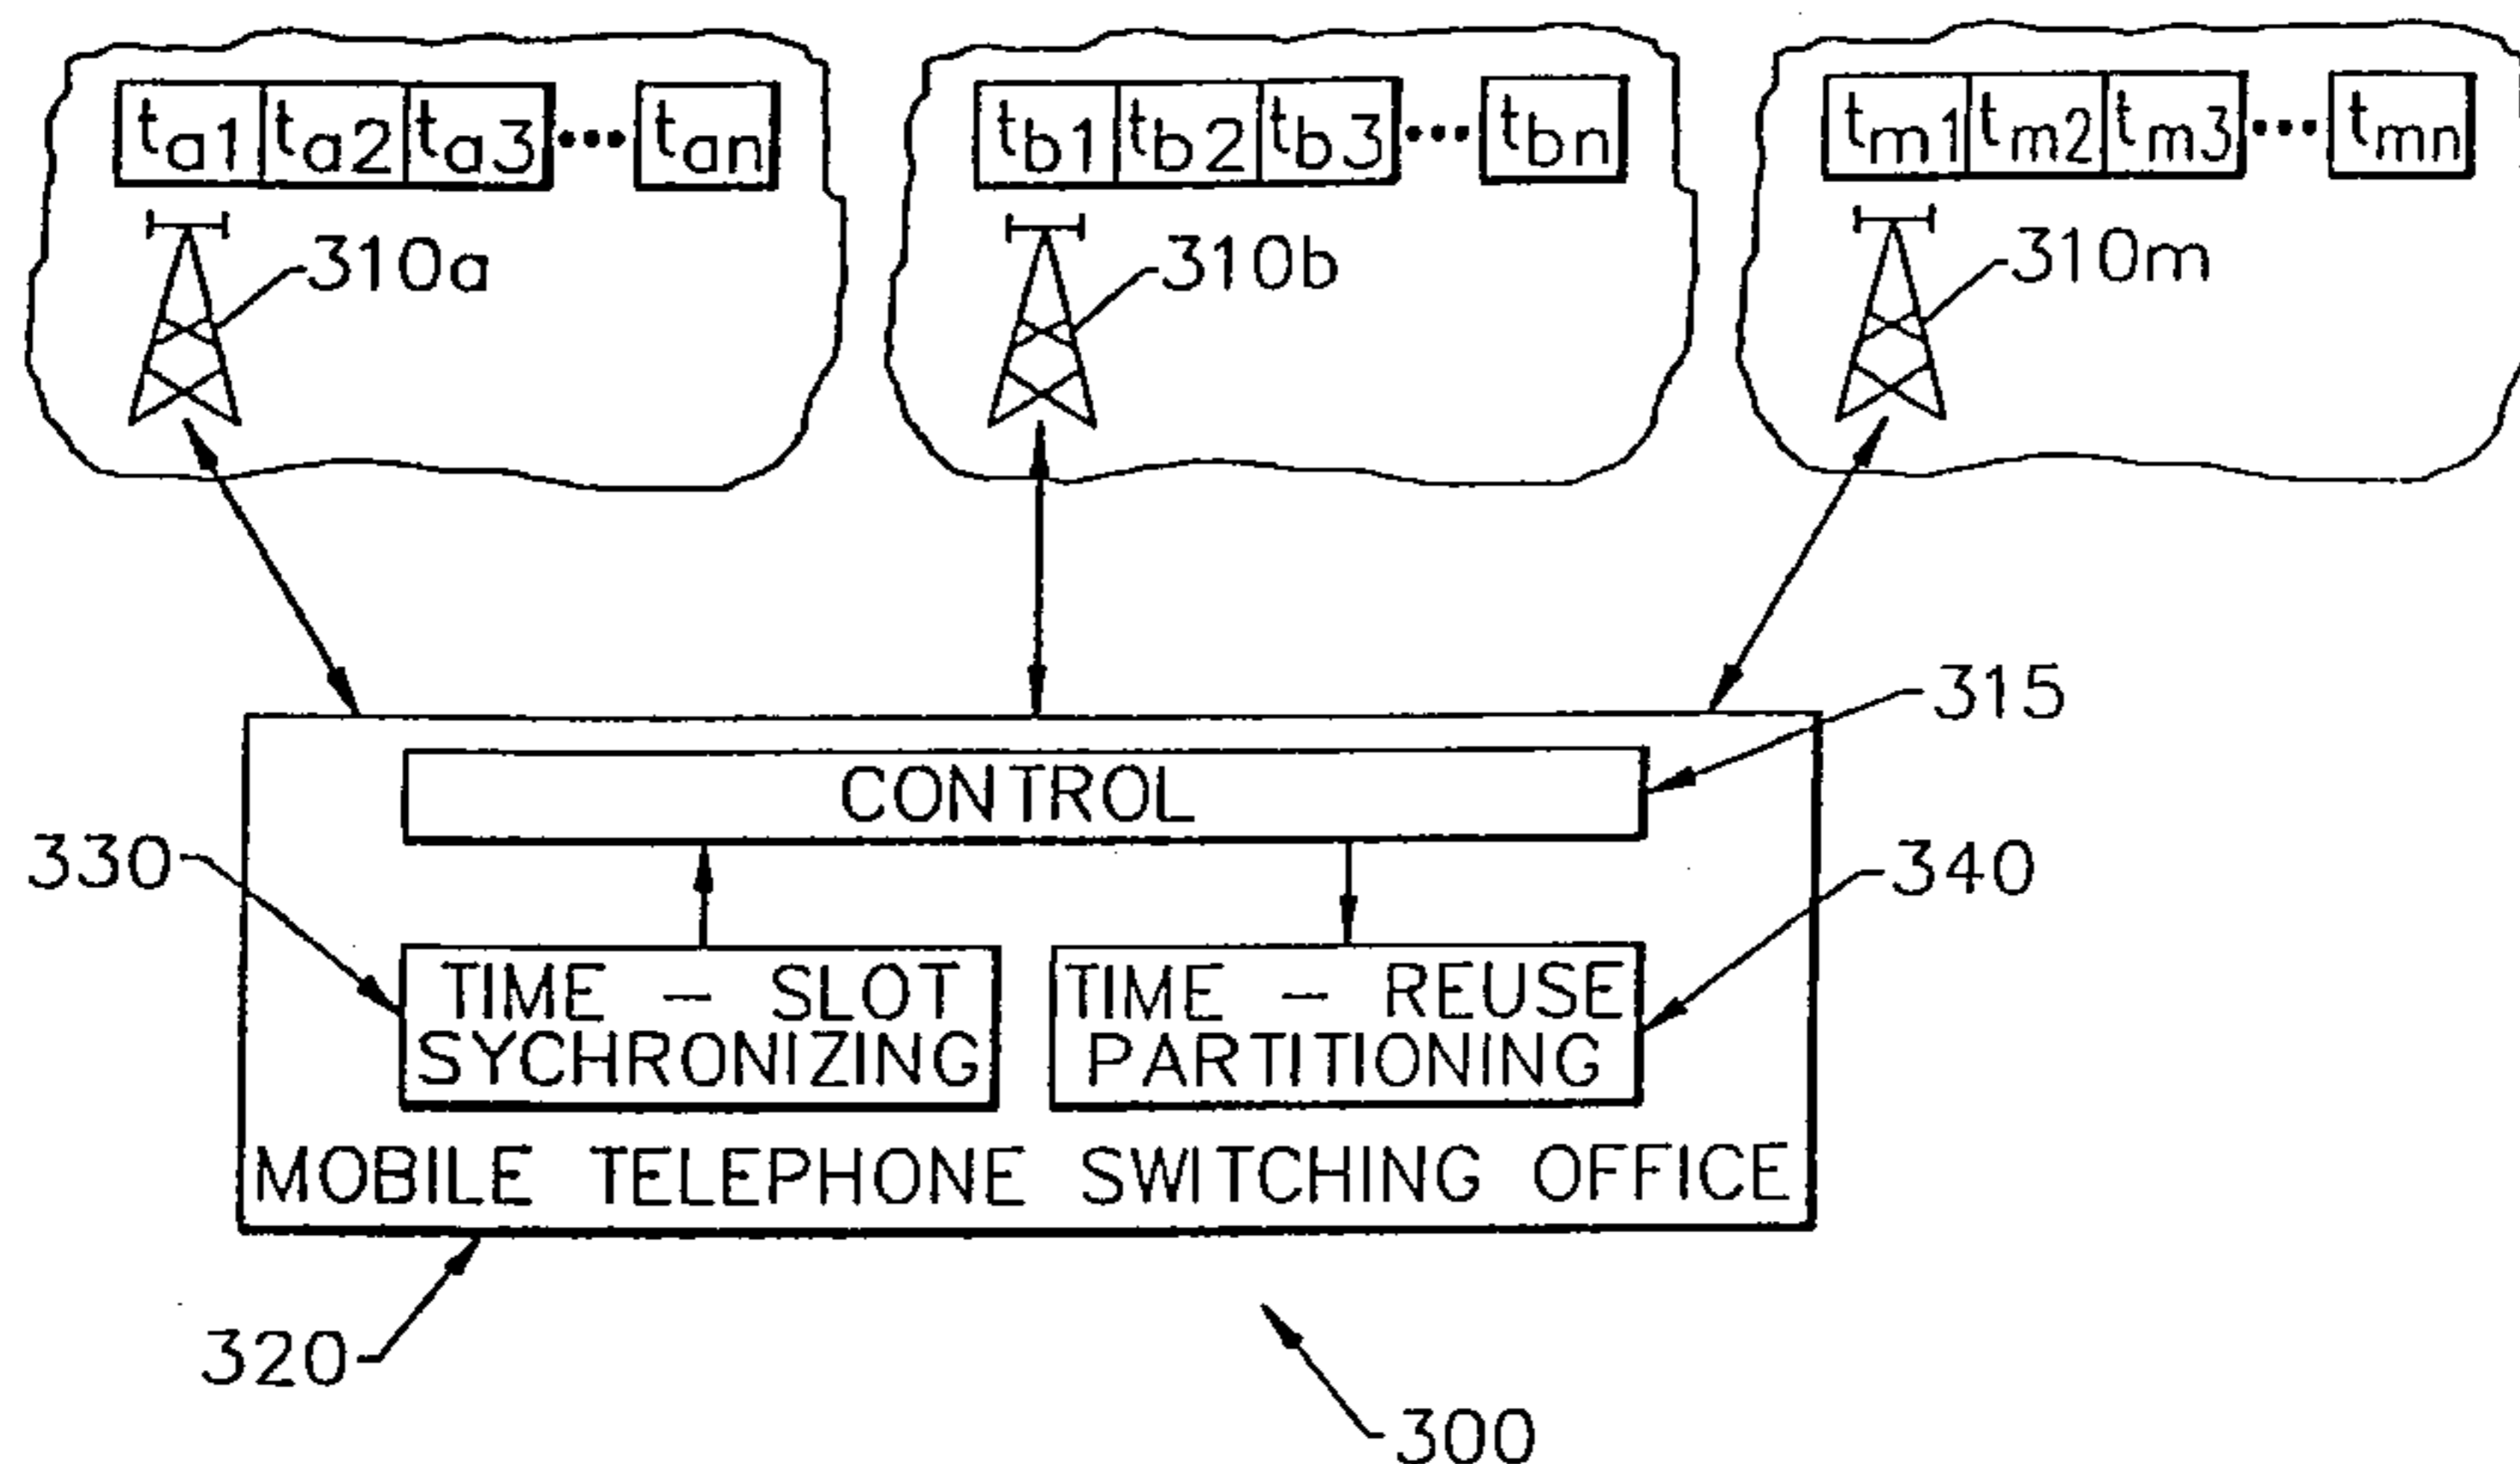 ta1 ta2 ta3 ••• tan
tb1 tb2 tb3 ••• tbn
tm1 tm2 tm3 ••• tmn
310a
310b
310m
315
CONTROL
330
340
TIME – SLOT
SYCHRONIZING
TIME – REUSE
PARTITIONING
MOBILE TELEPHONE SWITCHING OFFICE
320
300